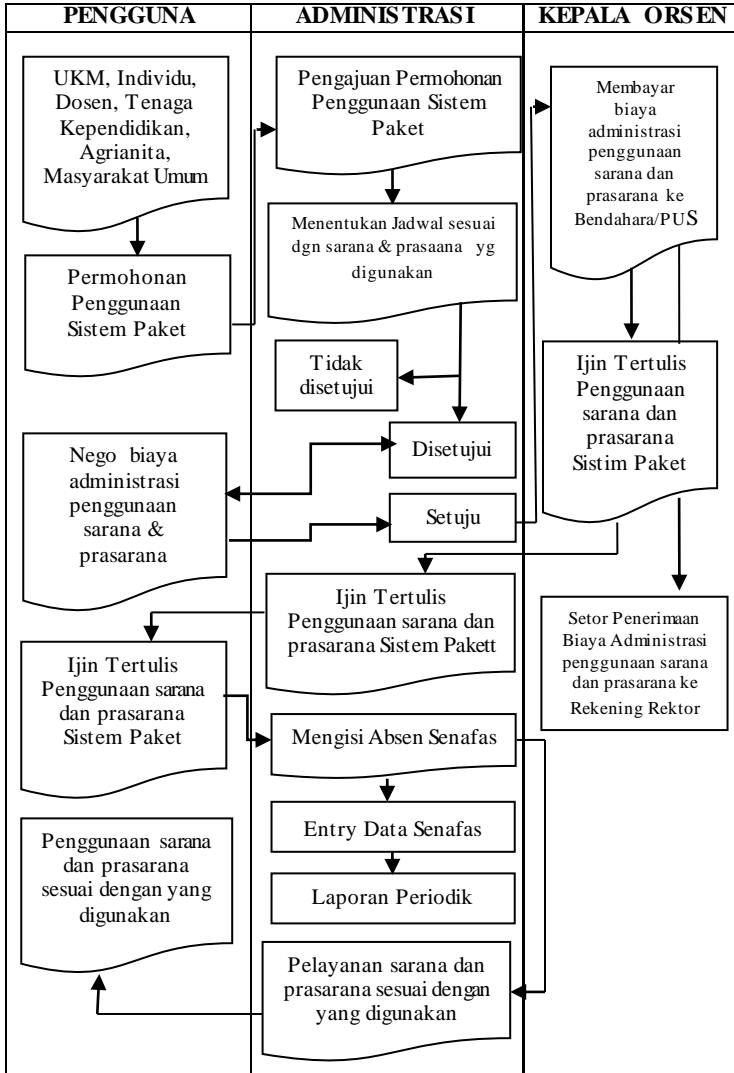 PENGGUNA
ADMINISTRASI
KEPALA ORSEN
UKM, Individu,
Dosen, Tenaga
Kependidikan,
Agrianita,
Masyarakat Umum
Permohonan
Penggunaan
Sistem Paket
Nego biaya
administrasi
penggunaan
sarana &
prasarana
Ijin Tertulis
Penggunaan sarana
dan prasarana
Sistem Paket
Penggunaan sarana
dan prasarana
sesuai dengan yang
digunakan
Pengajuan Permohonan
Penggunaan Sistem
Paket
Menentukan Jadwal sesuai
dgn sarana & prasaana yg
digunakan
Tidak
disetujui
Disetujui
Setuju
Ijin Tertulis
Penggunaan sarana dan
prasarana Sistem Pakett
Mengisi Absen Senafas
Entry Data Senafas
Laporan Periodik
Pelayanan sarana dan
prasarana sesuai dengan
yang digunakan
Membayar
biaya
administrasi
penggunaan
sarana dan
prasarana ke
Bendahara/PUS
Ijin Tertulis
Penggunaan
sarana dan
prasarana
Sistim Paket
Setor Penerimaan
Biaya Administrasi
penggunaan sarana
dan prasarana ke
Rekening Rektor